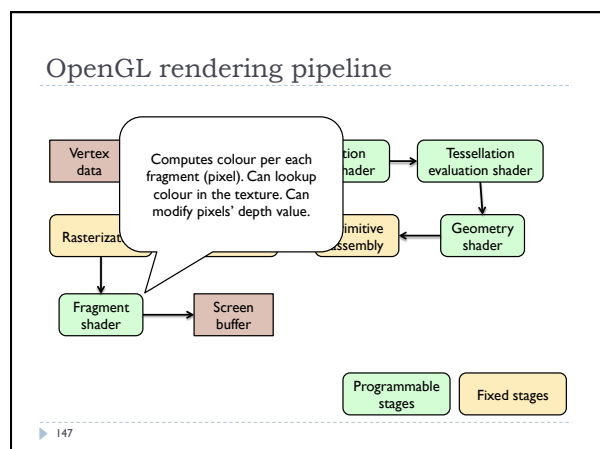 OpenGL rendering pipeline
Vertex
data
Computes colour per each
fragment (pixel). Can lookup
colour in the texture. Can
modify pixels' depth value.
Tessellation
evaluation shader
Geometry
shader
Fragment
shader
Screen
buffer
Programmable
stages
Fixed stages
147